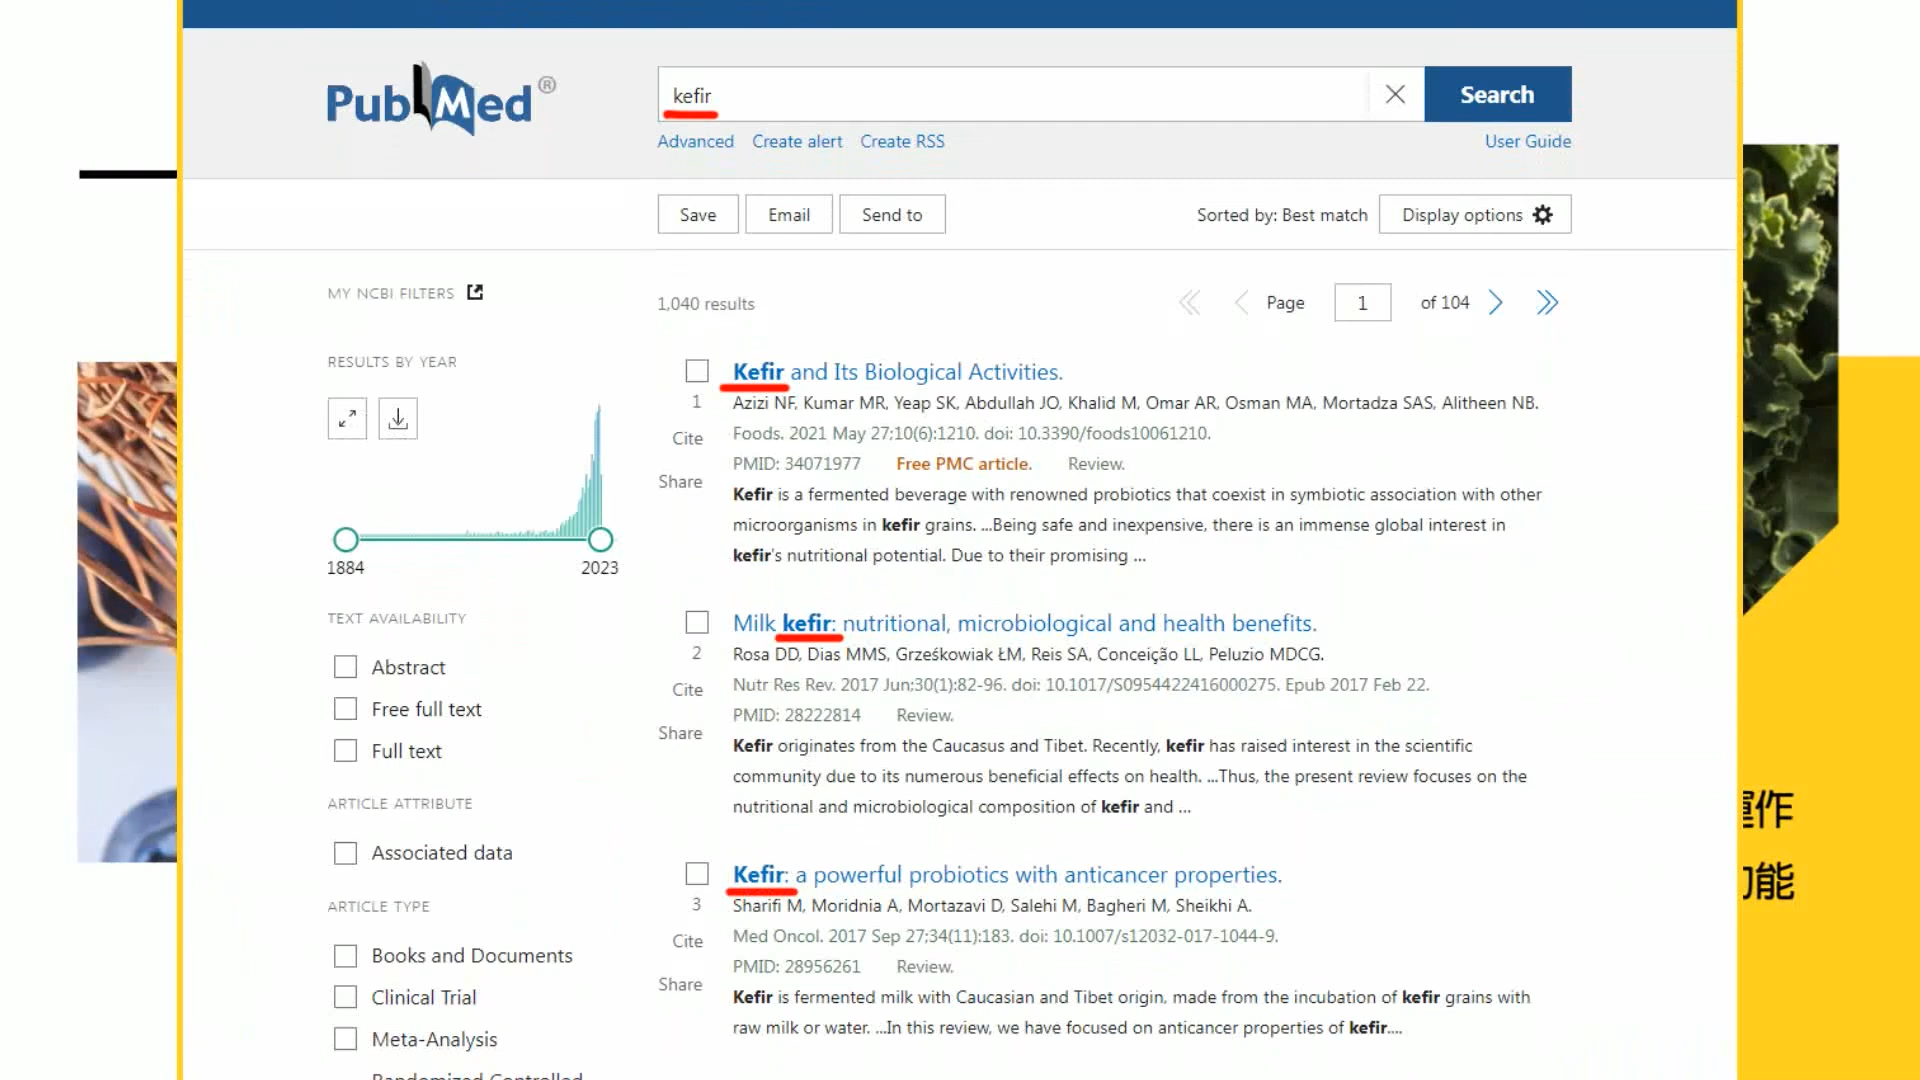 PubMed®
kefir
Search
Advanced Create alert Create RSS User Guide
Save Email Send to Sorted by: Best match Display options
MY NCBI FILTERS
1,040 results Page 1 of 104
RESULTS BY YEAR
1884 2023
TEXT AVAILABILITY
Abstract
Free full text
Full text
ARTICLE ATTRIBUTE
Associated data
ARTICLE TYPE
Books and Documents
Clinical Trial
Meta-Analysis
Randomized Controlled
Kefir and Its Biological Activities.
1
Azizi NF, Kumar MR, Yeap SK, Abdullah JO, Khalid M, Omar AR, Osman MA, Mortadza SAS, Alitheen NB.
Cite
Foods. 2021 May 27;10(6):1210. doi: 10.3390/foods10061210.
PMID: 34071977 Free PMC article. Review.
Share
Kefir is a fermented beverage with renowned probiotics that coexist in symbiotic association with other
microorganisms in kefir grains. ...Being safe and inexpensive, there is an immense global interest in
kefir's nutritional potential. Due to their promising ...
Milk kefir: nutritional, microbiological and health benefits.
2
Rosa DD, Dias MMS, Grześkowiak ŁM, Reis SA, Conceição LL, Peluzio MDCG.
Cite
Nutr Res Rev. 2017 Jun;30(1):82-96. doi: 10.1017/S0954422416000275. Epub 2017 Feb 22.
PMID: 28222814 Review.
Share
Kefir originates from the Caucasus and Tibet. Recently, kefir has raised interest in the scientific
community due to its numerous beneficial effects on health. ...Thus, the present review focuses on the
nutritional and microbiological composition of kefir and ...
Kefir: a powerful probiotics with anticancer properties.
3
Sharifi M, Moridnia A, Mortazavi D, Salehi M, Bagheri M, Sheikhi A.
Cite
Med Oncol. 2017 Sep 27;34(11):183. doi: 10.1007/s12032-017-1044-9.
PMID: 28956261 Review.
Share
Kefir is fermented milk with Caucasian and Tibet origin, made from the incubation of kefir grains with
raw milk or water. ...In this review, we have focused on anticancer properties of kefir....
作
能